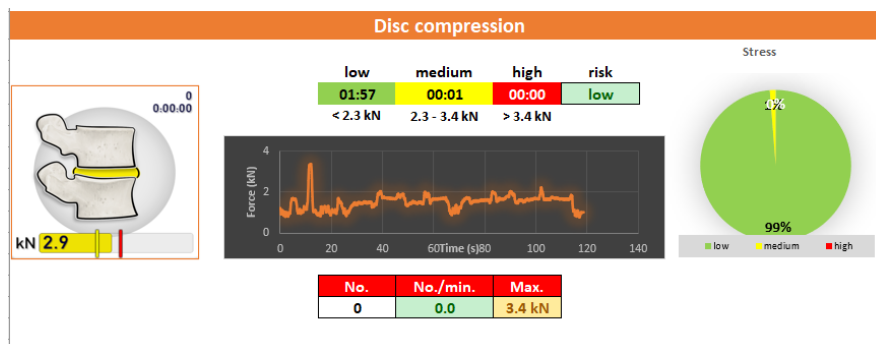 Disc compression
Stress
low medium high risk
01:57 00:01 00:00 low
< 2.3 kN 2.3 - 3.4 kN > 3.4 kN
0
0:00:00
kN 2.9
Force (kN)
4
2
0
0 20 40 60 80 100 120 140
Time (s)
0%
99%
low medium high
No. No./min. Max.
0 0.0 3.4 kN